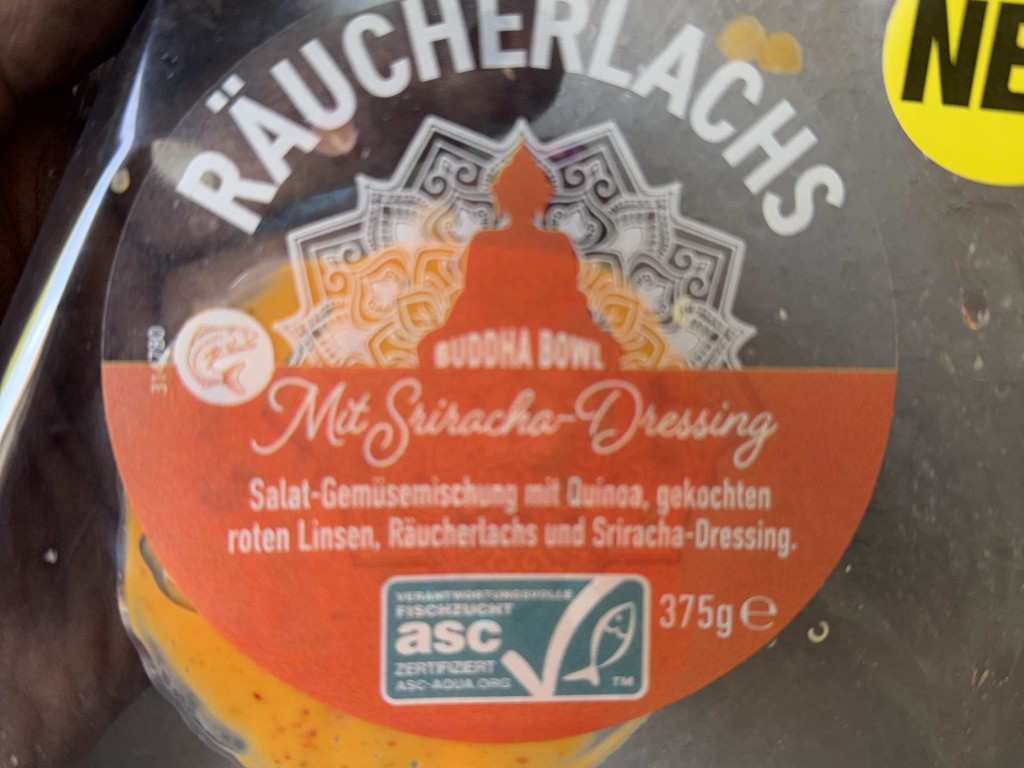 RÄUCHERLACHS
NE
BUDDHA BOWL
Mit Sriracha-Dressing
Salat-Gemüsemischung mit Quinoa, gekochten
roten Linsen, Räucherlachs und Sriracha-Dressing.
VERANTWORTUNGSVOLLE
FISCHZUCHT
asc
ZERTIFIZIERT
ASC-AQUA.ORG
TM
375g e